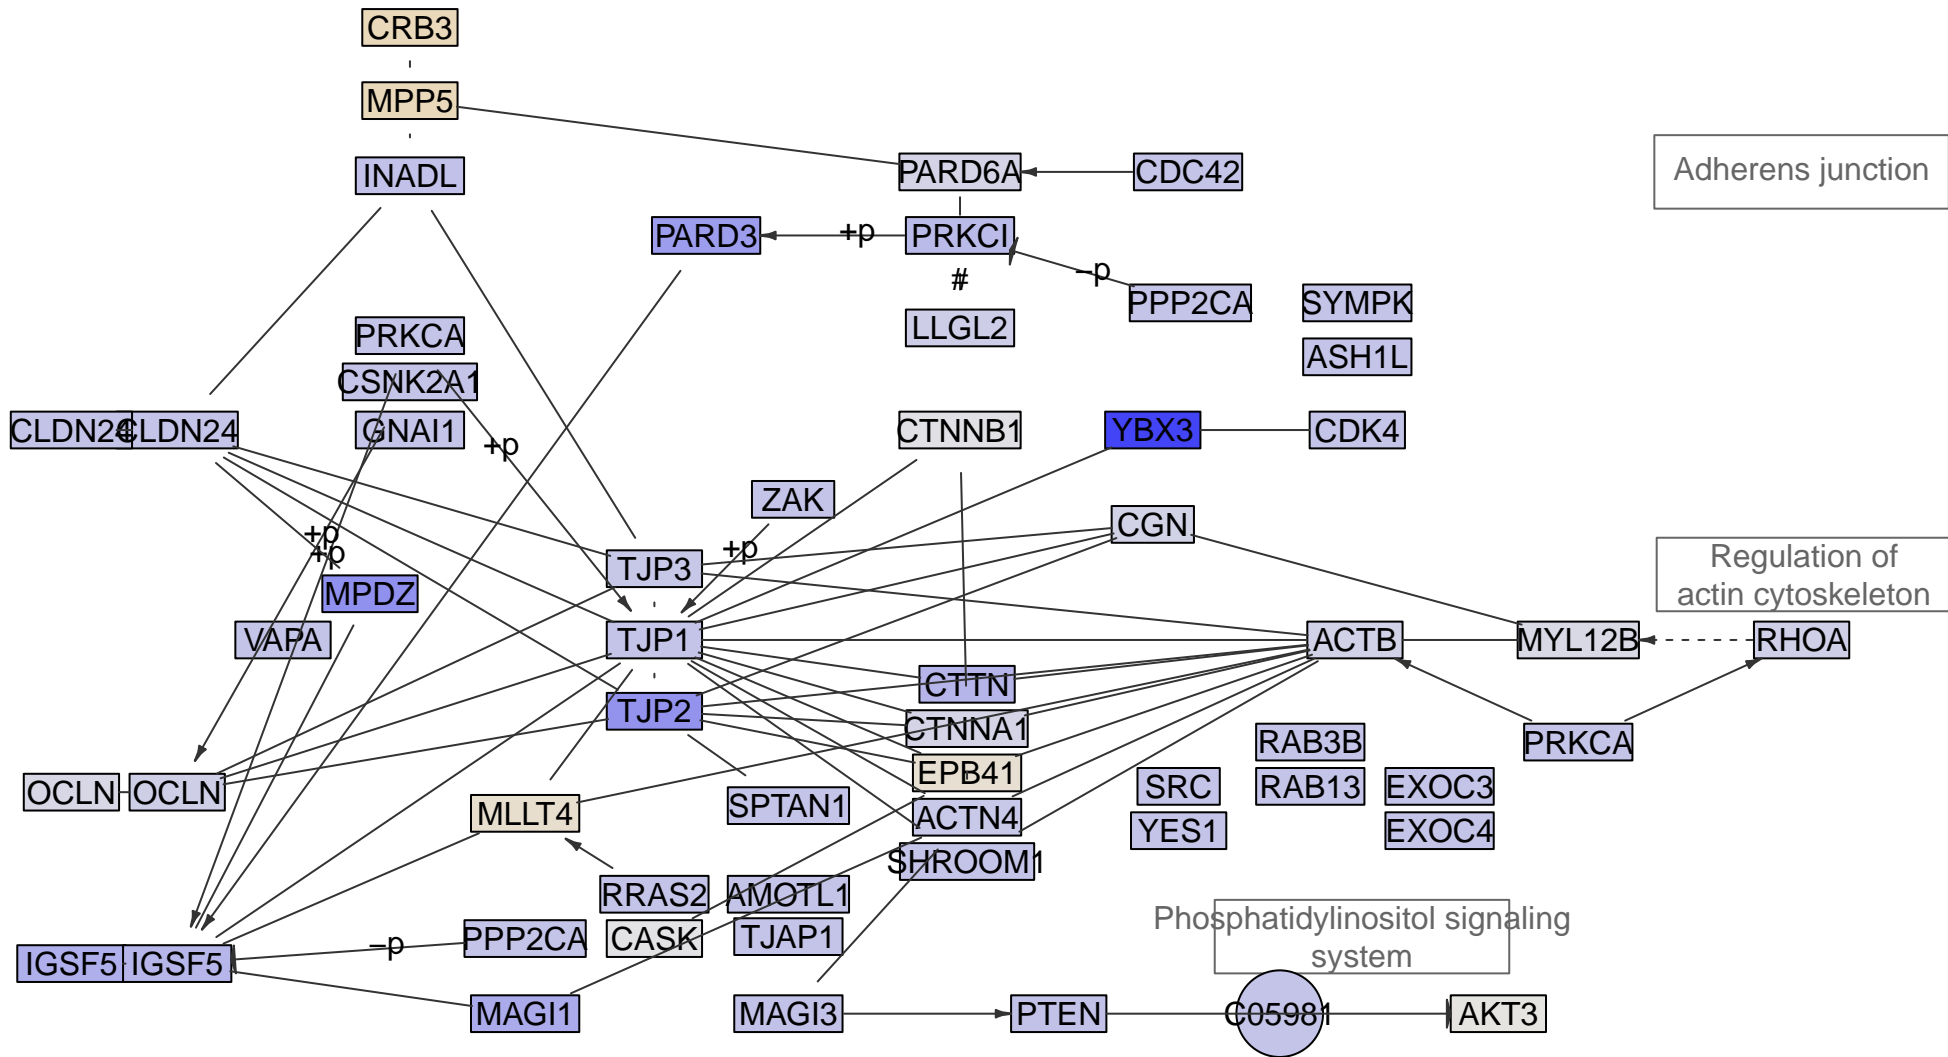 CRB3
MPP5
INADL
PARD6A
CDC42
Adherens junction
PARD3
+p
PRKCI
−p
#
PPP2CA
SYMPK
PRKCA
LLGL2
ASH1L
CSNK2A1
CLDN24
CLDN24
GNAI1
+p
CTNNB1
YBX3
CDK4
ZAK
CGN
+p
+p
+p
TJP3
Regulation of
actin cytoskeleton
MPDZ
VAPA
TJP1
ACTB
MYL12B
RHOA
CTTN
TJP2
CTNNA1
RAB3B
PRKCA
EPB41
OCLN
OCLN
MLLT4
SPTAN1
SRC
RAB13
EXOC3
ACTN4
YES1
EXOC4
SHROOM1
RRAS2
AMOTL1
PPP2CA
CASK
TJAP1
Phosphatidylinositol signaling
system
−p
IGSF5
IGSF5
MAGI1
MAGI3
PTEN
C05981
AKT3